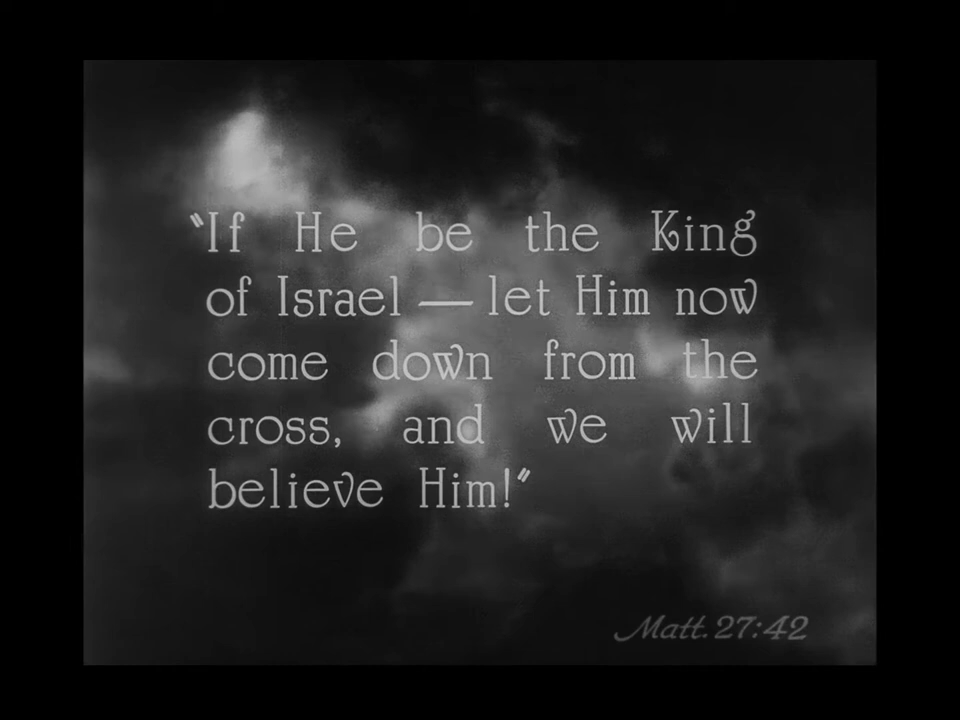 "If He be the King
of Israel — let Him now
come down from the
cross, and we will
believe Him!"
Matt. 27:42